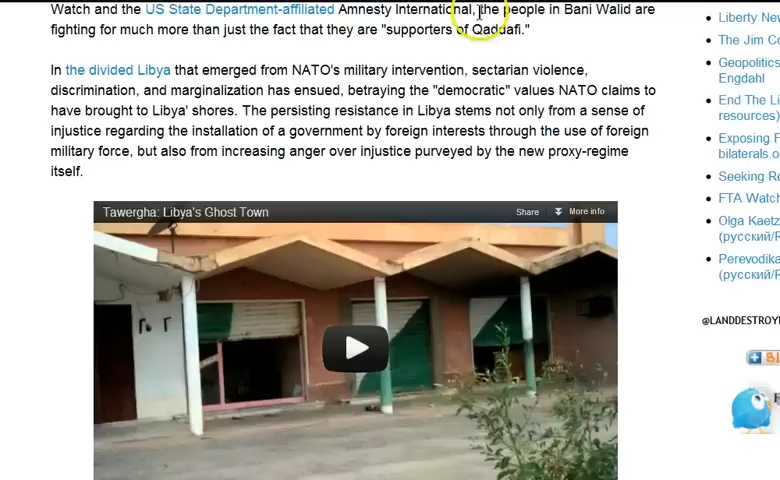 Watch and the US State Department-affiliated Amnesty International, the people in Bani Walid are
fighting for much more than just the fact that they are "supporters of Qaddafi."
In the divided Libya that emerged from NATO's military intervention, sectarian violence,
discrimination, and marginalization has ensued, betraying the "democratic" values NATO claims to
have brought to Libya' shores. The persisting resistance in Libya stems not only from a sense of
injustice regarding the installation of a government by foreign interests through the use of foreign
military force, but also from increasing anger over injustice purveyed by the new proxy-regime
itself.
Tawergha: Libya's Ghost Town
Share
More info
Liberty New
The Jim Co
Geopolitics
Engdahl
End The Li
resources)
Exposing F
bilaterals.o
Seeking Re
FTA Watch
Olga Kaetz
(русский/R
Perevodika
(русский/R
@LANDDESTROY